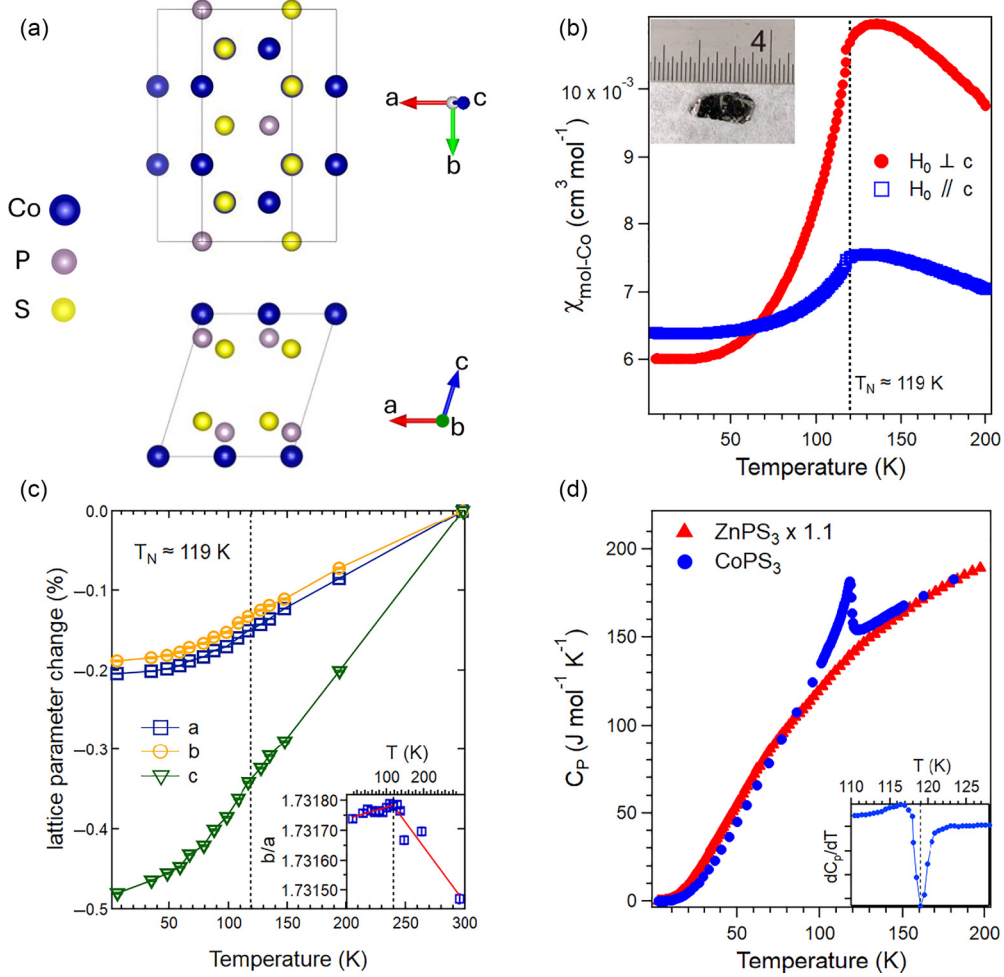 (a)
a
c
b
Co
P
S
c
a
b
(b)
4
10 x 10⁻³
9
8
7
6
χmol-Co (cm³ mol⁻¹)
H₀ ⊥ c
H₀ // c
T_N ≈ 119 K
50 100 150 200
Temperature (K)
(c)
0.0
−0.1
−0.2
−0.3
−0.4
−0.5
lattice parameter change (%)
T_N ≈ 119 K
a
b
c
T (K)
100 200
1.73180
1.73170
1.73160
1.73150
b/a
0 50 100 150 200 250 300
Temperature (K)
(d)
ZnPS₃ x 1.1
CoPS₃
200
150
100
50
0
C_P (J mol⁻¹ K⁻¹)
T (K)
110 115 120 125
dC_p/dT
50 100 150 200
Temperature (K)